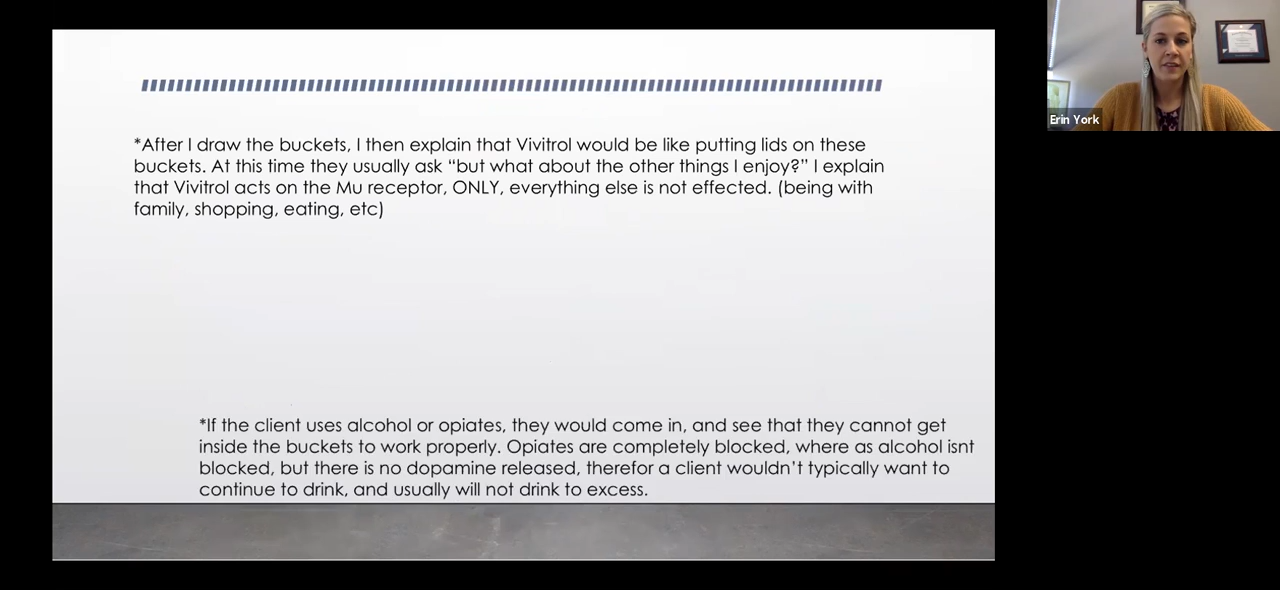 *After I draw the buckets, I then explain that Vivitrol would be like putting lids on these
buckets. At this time they usually ask “but what about the other things I enjoy?” I explain
that Vivitrol acts on the Mu receptor, ONLY, everything else is not effected. (being with
family, shopping, eating, etc)
*If the client uses alcohol or opiates, they would come in, and see that they cannot get
inside the buckets to work properly. Opiates are completely blocked, where as alcohol isnt
blocked, but there is no dopamine released, therefor a client wouldn’t typically want to
continue to drink, and usually will not drink to excess.
Erin York